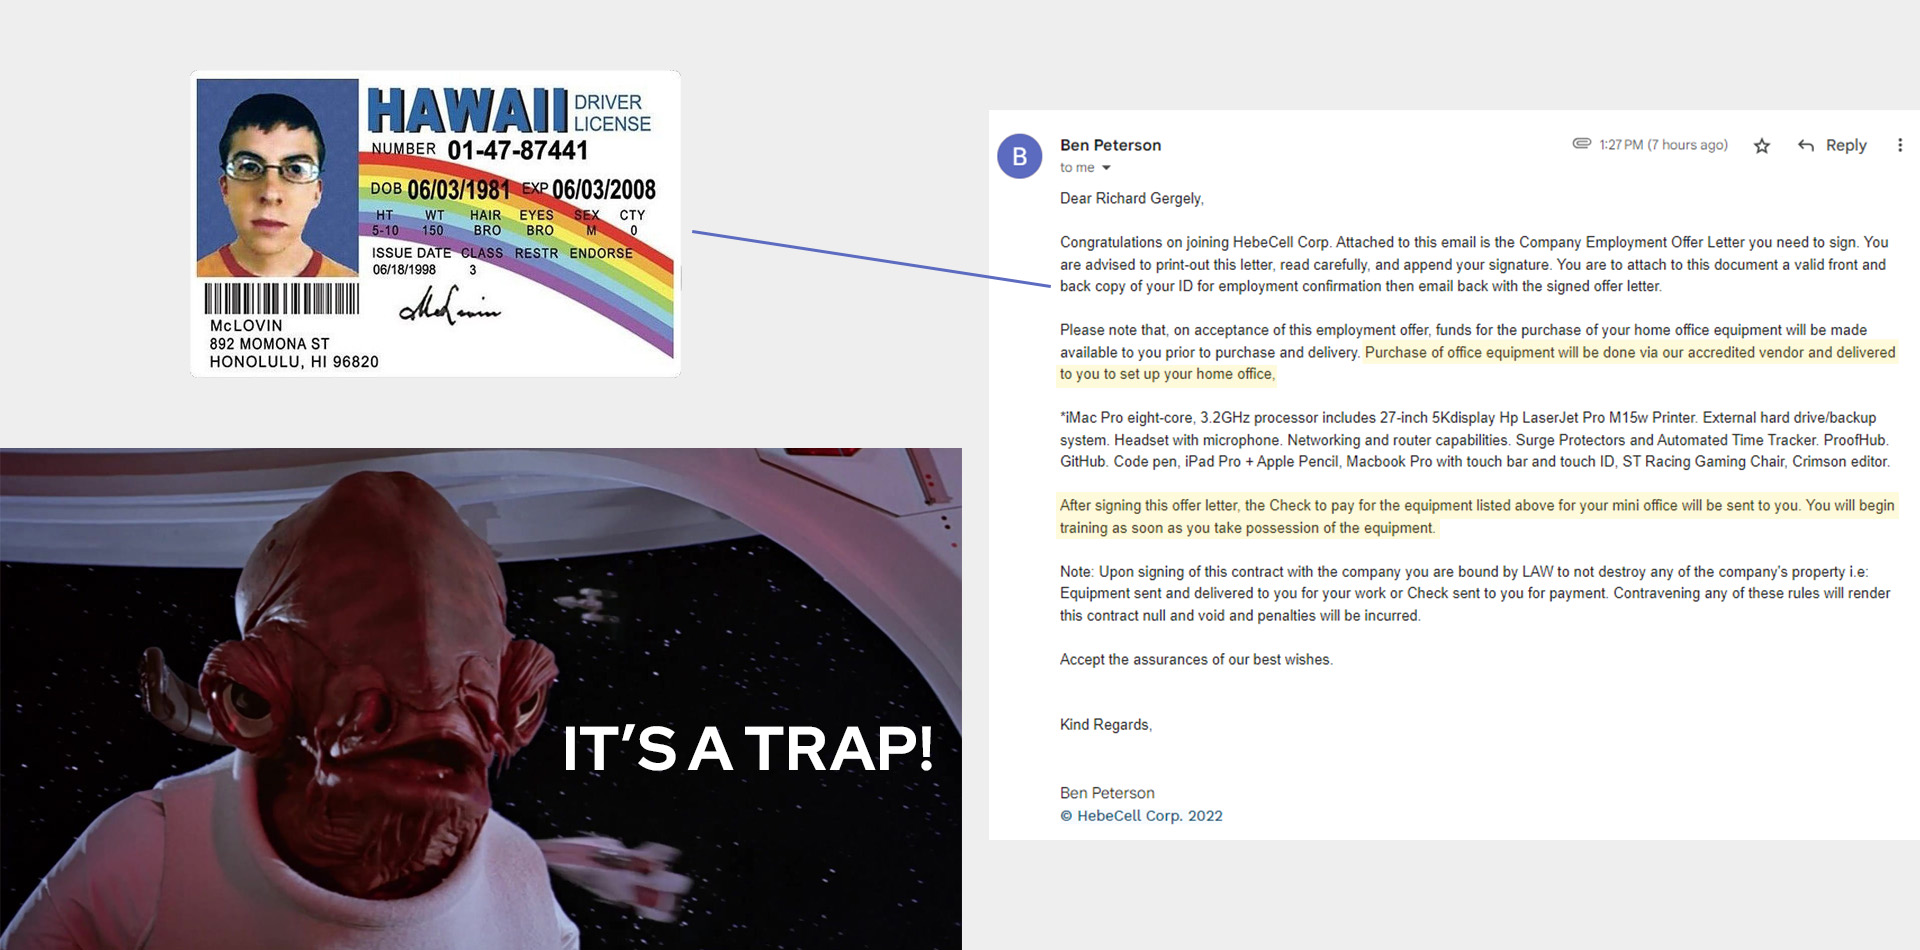 HAWAII DRIVER
LICENSE
NUMBER 01-47-87441
DOB 06/03/1981 EXP 06/03/2008
HT WT HAIR EYES SEX CTY
5-10 150 BRO BRO M 0
ISSUE DATE CLASS RESTR ENDORSE
06/18/1998 3
McLovin
McLOVIN
892 MOMONA ST
HONOLULU, HI 96820
IT'S A TRAP!
B
Ben Peterson
1:27 PM (7 hours ago)
Reply
to me
Dear Richard Gergely,
Congratulations on joining HebeCell Corp. Attached to this email is the Company Employment Offer Letter you need to sign. You
are advised to print-out this letter, read carefully, and append your signature. You are to attach to this document a valid front and
back copy of your ID for employment confirmation then email back with the signed offer letter.
Please note that, on acceptance of this employment offer, funds for the purchase of your home office equipment will be made
available to you prior to purchase and delivery. Purchase of office equipment will be done via our accredited vendor and delivered
to you to set up your home office,
*iMac Pro eight-core, 3.2GHz processor includes 27-inch 5Kdisplay Hp LaserJet Pro M15w Printer. External hard drive/backup
system. Headset with microphone. Networking and router capabilities. Surge Protectors and Automated Time Tracker. ProofHub.
GitHub. Code pen, iPad Pro + Apple Pencil, Macbook Pro with touch bar and touch ID, ST Racing Gaming Chair, Crimson editor.
After signing this offer letter, the Check to pay for the equipment listed above for your mini office will be sent to you. You will begin
training as soon as you take possession of the equipment.
Note: Upon signing of this contract with the company you are bound by LAW to not destroy any of the company's property i.e:
Equipment sent and delivered to you for your work or Check sent to you for payment. Contravening any of these rules will render
this contract null and void and penalties will be incurred.
Accept the assurances of our best wishes.
Kind Regards,
Ben Peterson
© HebeCell Corp. 2022